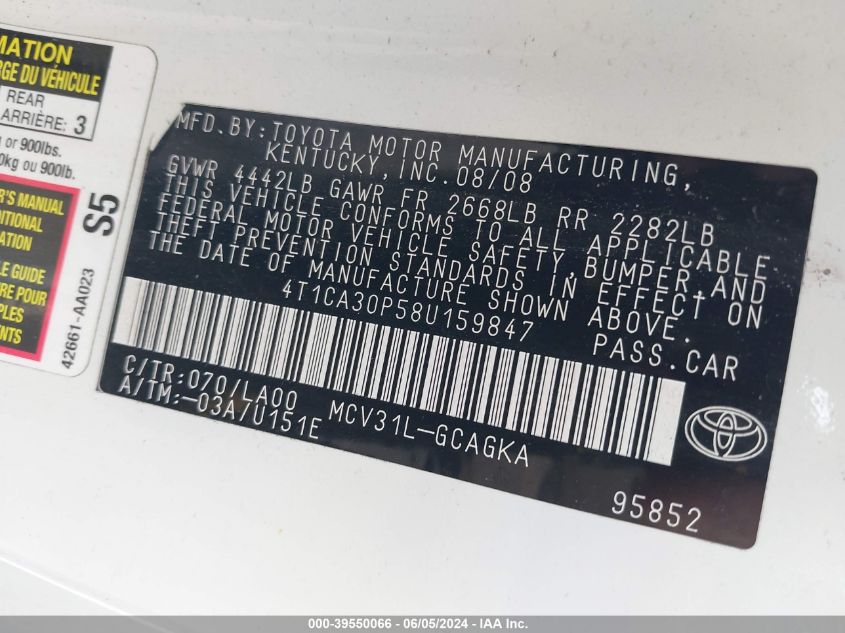 MATION
RGE DU VÉHICULE
REAR
ARRIÈRE: 3
or 900lbs.
0kg ou 900lb.
R'S MANUAL
DITIONAL
ATION
LE GUIDE
RE POUR
PLES
ENTS
S5
42661-AA023
MFD. BY: TOYOTA MOTOR MANUFACTURING,
KENTUCKY, INC. 08/08
GVWR 4442LB GAWR FR 2668LB RR 2282LB
THIS VEHICLE CONFORMS TO ALL APPLICABLE
FEDERAL MOTOR VEHICLE SAFETY, BUMPER, AND
THEFT PREVENTION STANDARDS IN EFFECT ON
THE DATE OF MANUFACTURE SHOWN ABOVE.
4T1CA30P58U159847 PASS. CAR
C/TR: 070/LA00 MCV31L-GCAGKA
A/TM: -03A/U151E
95852
000-39550066 - 06/05/2024 - IAA Inc.